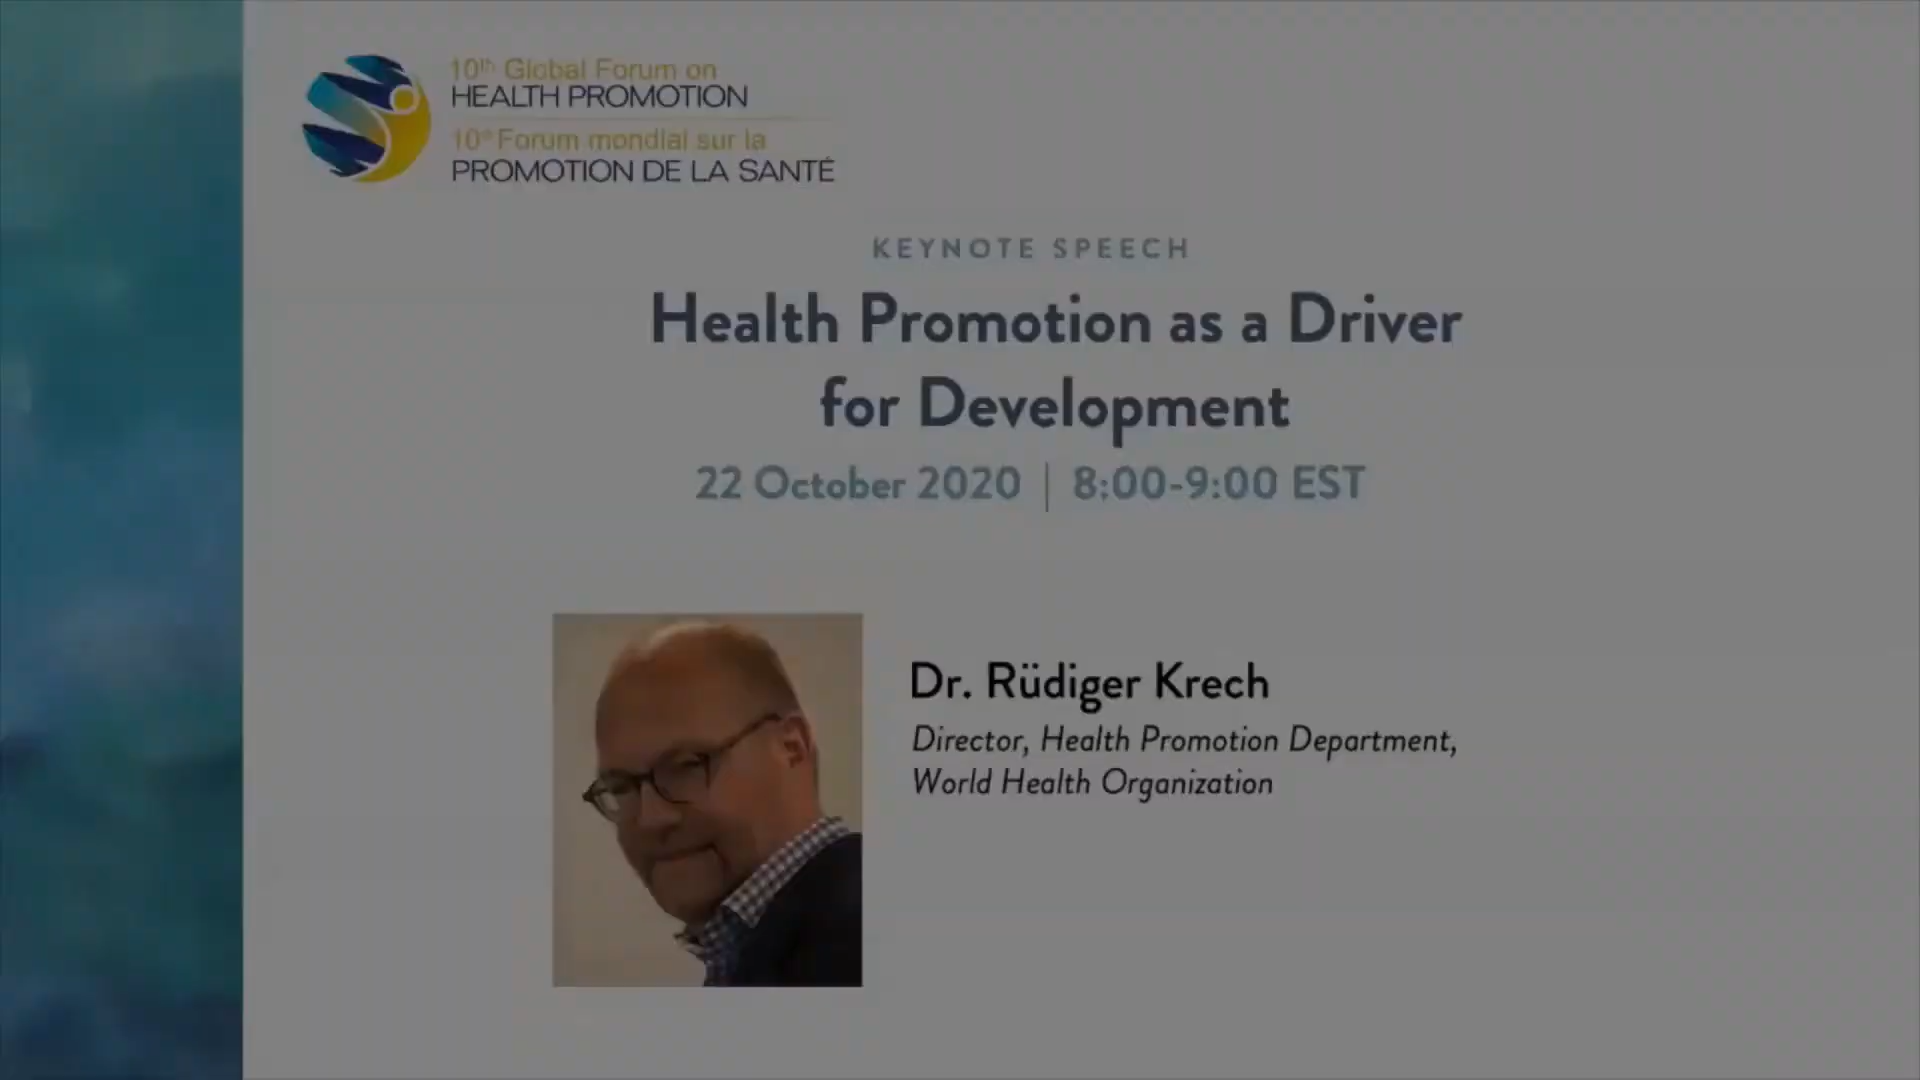 10th Global Forum on
HEALTH PROMOTION
10e Forum mondial sur la
PROMOTION DE LA SANTÉ
KEYNOTE SPEECH
Health Promotion as a Driver
for Development
22 October 2020 | 8:00-9:00 EST
Dr. Rüdiger Krech
Director, Health Promotion Department,
World Health Organization